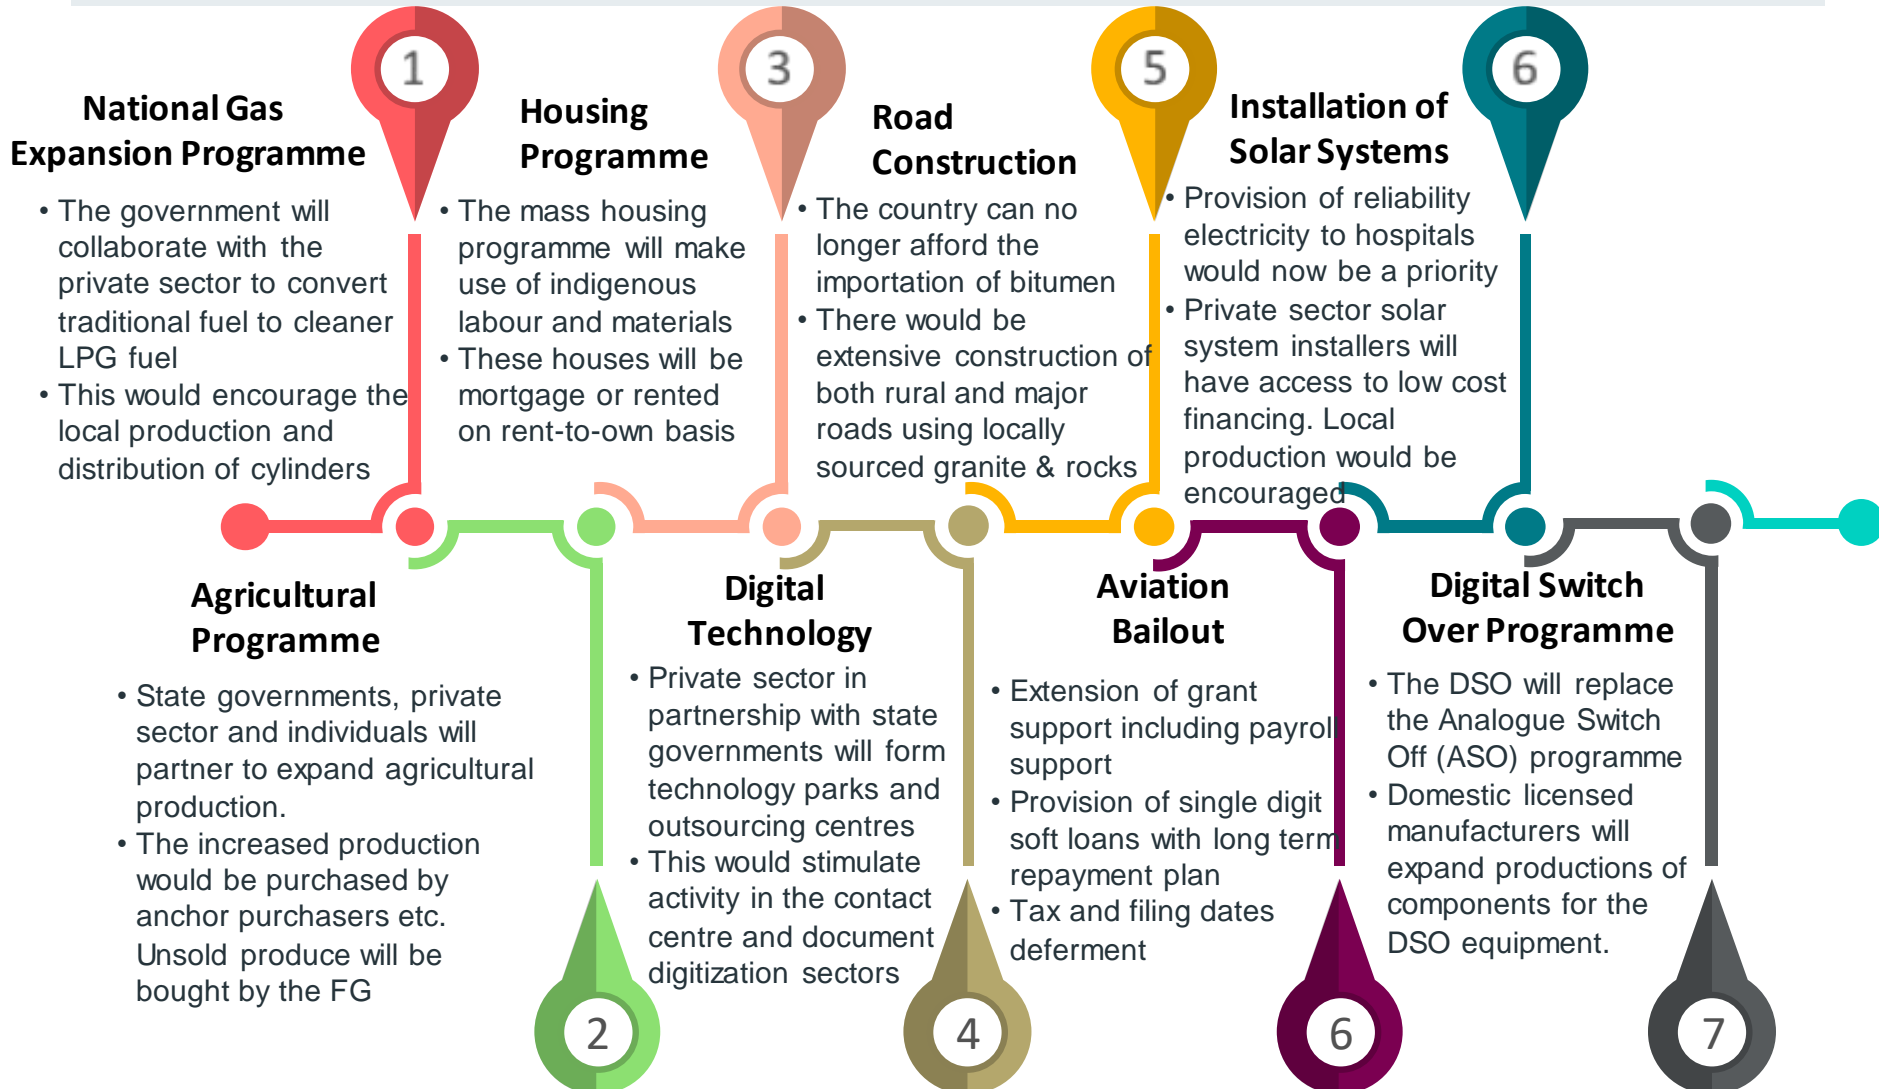 1
National Gas
Expansion Programme
• The government will
collaborate with the
private sector to convert
traditional fuel to cleaner
LPG fuel
• This would encourage the
local production and
distribution of cylinders
3
Housing
Programme
• The mass housing
programme will make
use of indigenous
labour and materials
• These houses will be
mortgage or rented
on rent-to-own basis
5
Road
Construction
• The country can no
longer afford the
importation of bitumen
• There would be
extensive construction of
both rural and major
roads using locally
sourced granite & rocks
6
Installation of
Solar Systems
• Provision of reliability
electricity to hospitals
would now be a priority
• Private sector solar
system installers will
have access to low cost
financing. Local
production would be
encouraged
Agricultural
Programme
• State governments, private
sector and individuals will
partner to expand agricultural
production.
• The increased production
would be purchased by
anchor purchasers etc.
Unsold produce will be
bought by the FG
2
Digital
Technology
• Private sector in
partnership with state
governments will form
technology parks and
outsourcing centres
• This would stimulate
activity in the contact
centre and document
digitization sectors
4
Aviation
Bailout
• Extension of grant
support including payroll
support
• Provision of single digit
soft loans with long term
repayment plan
• Tax and filing dates
deferment
6
Digital Switch
Over Programme
• The DSO will replace
the Analogue Switch
Off (ASO) programme
• Domestic licensed
manufacturers will
expand productions of
components for the
DSO equipment.
7